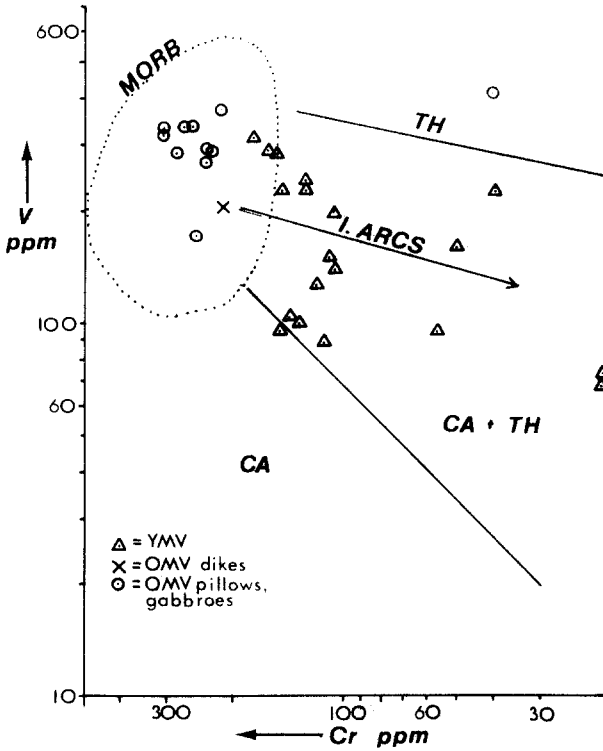 600
MORB
TH
V
ppm
I. ARCS
100
60
CA + TH
CA
△ = YMV
× = OMV dikes
⊙ = OMV pillows,
gabbroes
10
300
100
60
30
Cr ppm